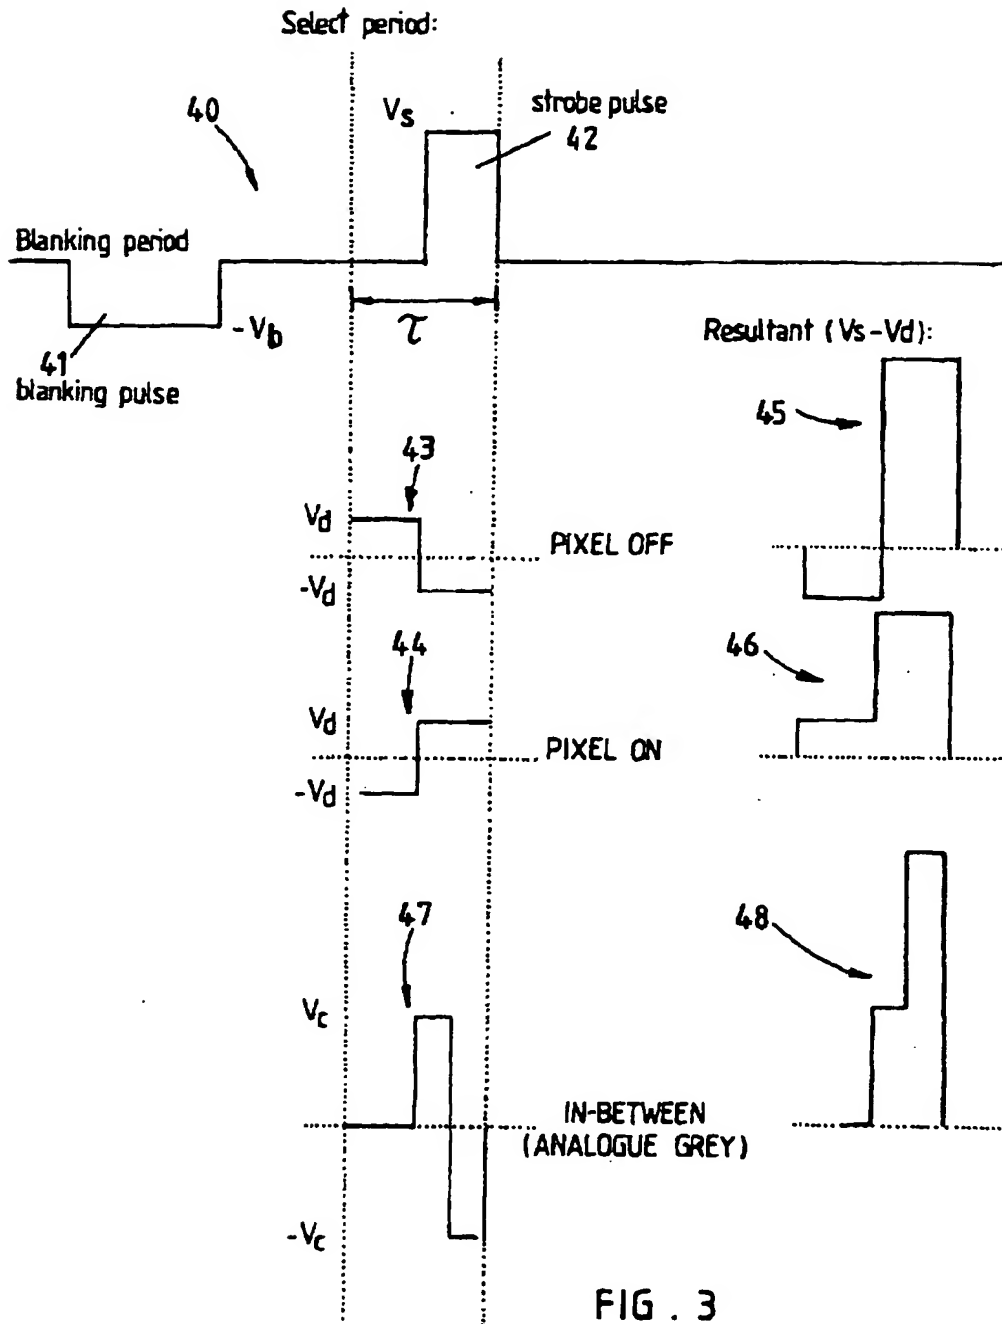 Select period:
40
Vs
strobe pulse
42
Blanking period
-Vb
τ
41
blanking pulse
Resultant (Vs-Vd):
45
43
Vd
PIXEL OFF
-Vd
44
46
Vd
PIXEL ON
-Vd
47
48
Vc
IN-BETWEEN
(ANALOGUE GREY)
-Vc
FIG. 3